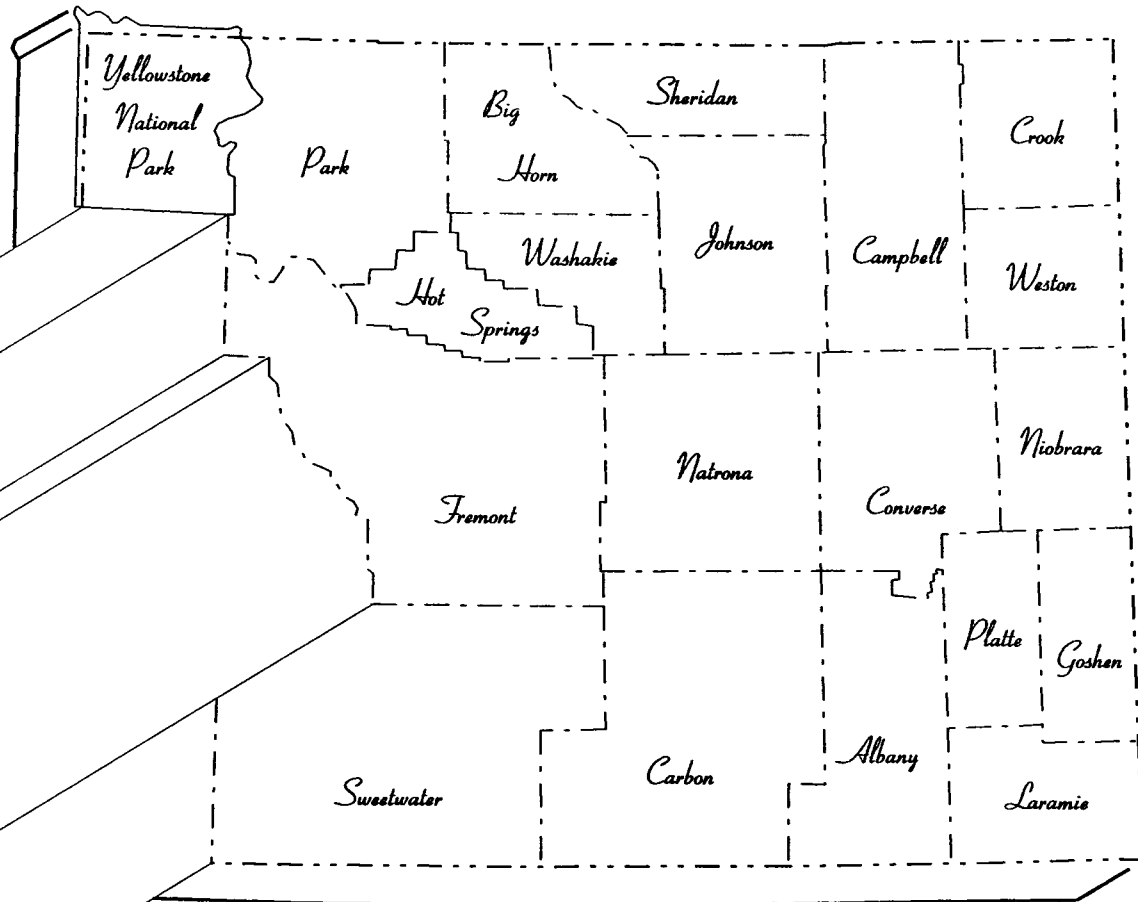 Yellowstone
National
Park
Park
Big
Horn
Sheridan
Crook
Washakie
Johnson
Campbell
Weston
Hot
Springs
Fremont
Natrona
Converse
Niobrara
Platte
Goshen
Sweetwater
Carbon
Albany
Laramie